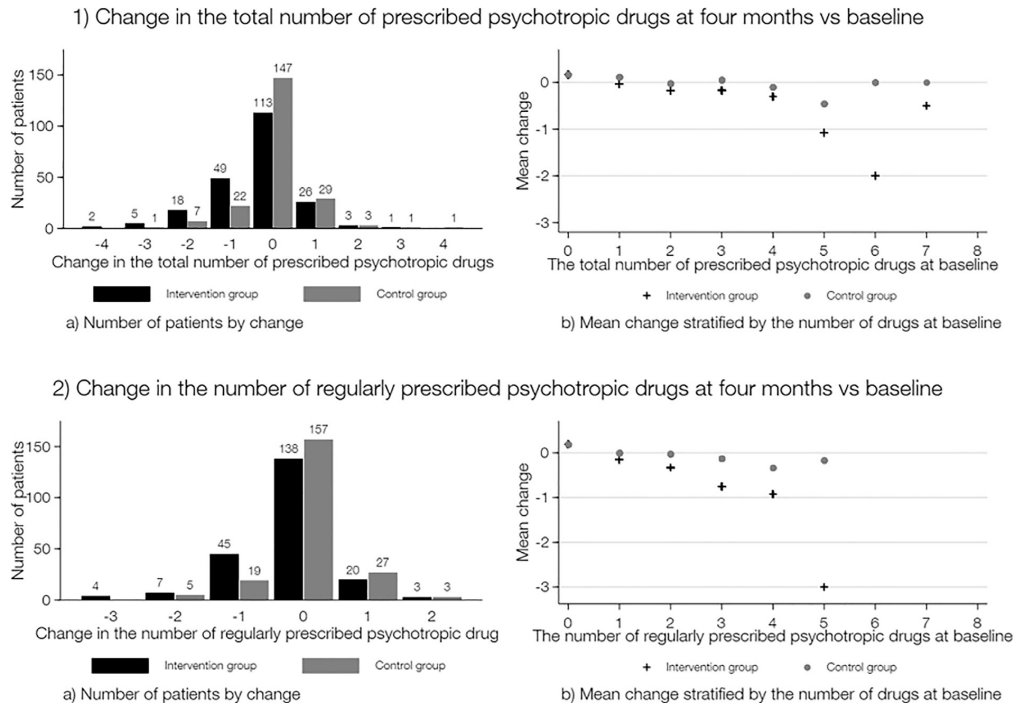 1) Change in the total number of prescribed psychotropic drugs at four months vs baseline
Number of patients
150
100
50
0
2 5 1 18 7 49 22 113 147 26 29 3 3 1 1 1
-4 -3 -2 -1 0 1 2 3 4
Change in the total number of prescribed psychotropic drugs
Intervention group Control group
a) Number of patients by change
Mean change
0
-1
-2
-3
0 1 2 3 4 5 6 7 8
The total number of prescribed psychotropic drugs at baseline
Intervention group Control group
b) Mean change stratified by the number of drugs at baseline
2) Change in the number of regularly prescribed psychotropic drugs at four months vs baseline
Number of patients
150
100
50
0
4 7 5 45 19 138 157 20 27 3 3
-3 -2 -1 0 1 2
Change in the number of regularly prescribed psychotropic drug
Intervention group Control group
a) Number of patients by change
Mean change
0
-1
-2
-3
0 1 2 3 4 5 6 7 8
The number of regularly prescribed psychotropic drugs at baseline
Intervention group Control group
b) Mean change stratified by the number of drugs at baseline